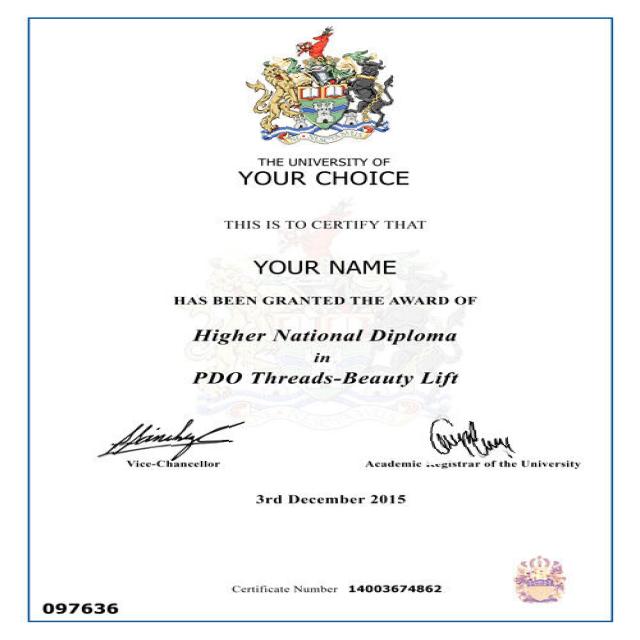 THE UNIVERSITY OF
YOUR CHOICE
THIS IS TO CERTIFY THAT
YOUR NAME
HAS BEEN GRANTED THE AWARD OF
Higher National Diploma
in
PDO Threads-Beauty Lift
Vice-Chancellor
Academic ...egistrar of the University
3rd December 2015
Certificate Number 14003674862
097636